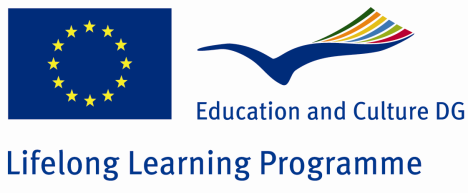 Education and Culture DG
Lifelong Learning Programme